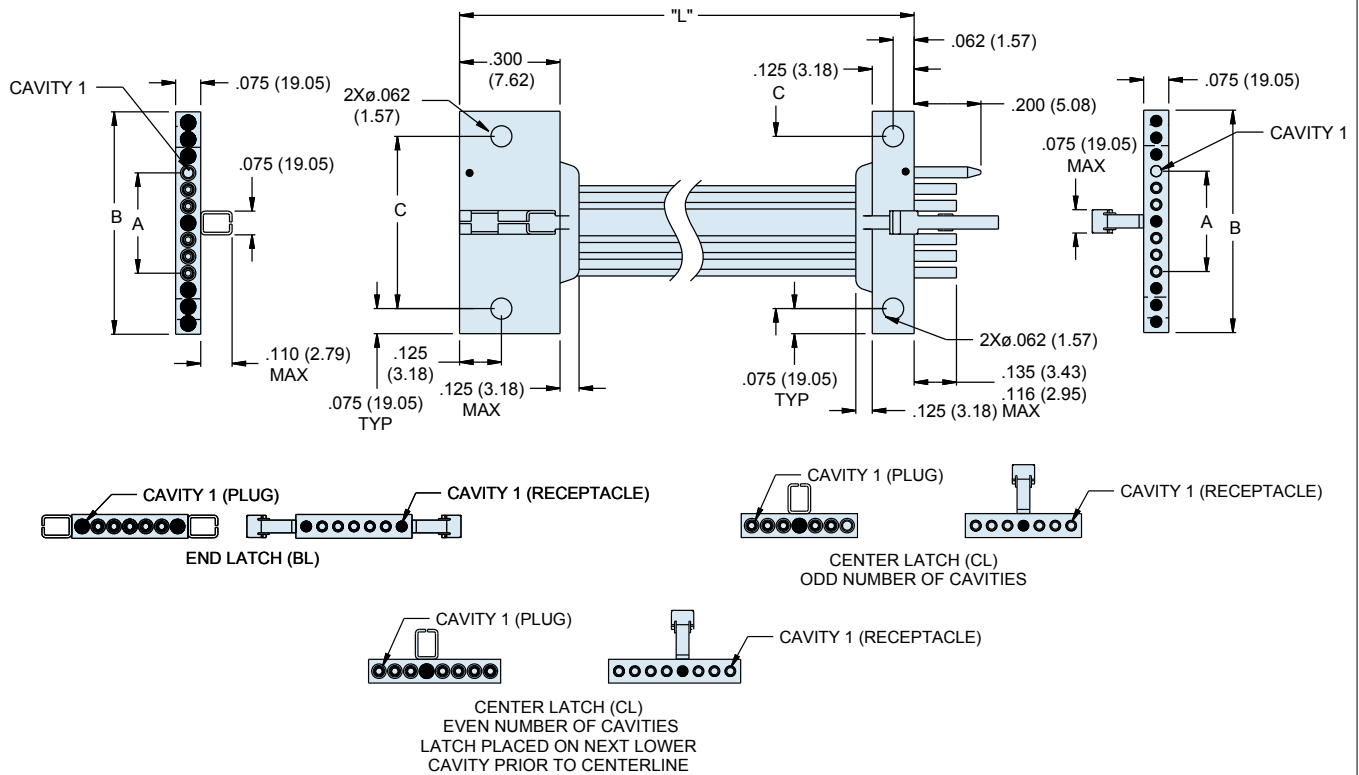 "L"
.062 (1.57)
.300
(7.62)
.125 (3.18)
.075 (19.05)
.075 (19.05)
CAVITY 1
2Xø.062
(1.57)
C
.200 (5.08)
CAVITY 1
.075 (19.05)
MAX
.075 (19.05)
B
A
C
A
B
.110 (2.79)
MAX
.125
(3.18)
.075 (19.05)
TYP
.125 (3.18)
MAX
2Xø.062 (1.57)
.075 (19.05)
TYP
.135 (3.43)
.116 (2.95)
.125 (3.18) MAX
CAVITY 1 (PLUG)
CAVITY 1 (RECEPTACLE)
END LATCH (BL)
CAVITY 1 (PLUG)
CAVITY 1 (RECEPTACLE)
CENTER LATCH (CL)
ODD NUMBER OF CAVITIES
CAVITY 1 (PLUG)
CAVITY 1 (RECEPTACLE)
CENTER LATCH (CL)
EVEN NUMBER OF CAVITIES
LATCH PLACED ON NEXT LOWER
CAVITY PRIOR TO CENTERLINE